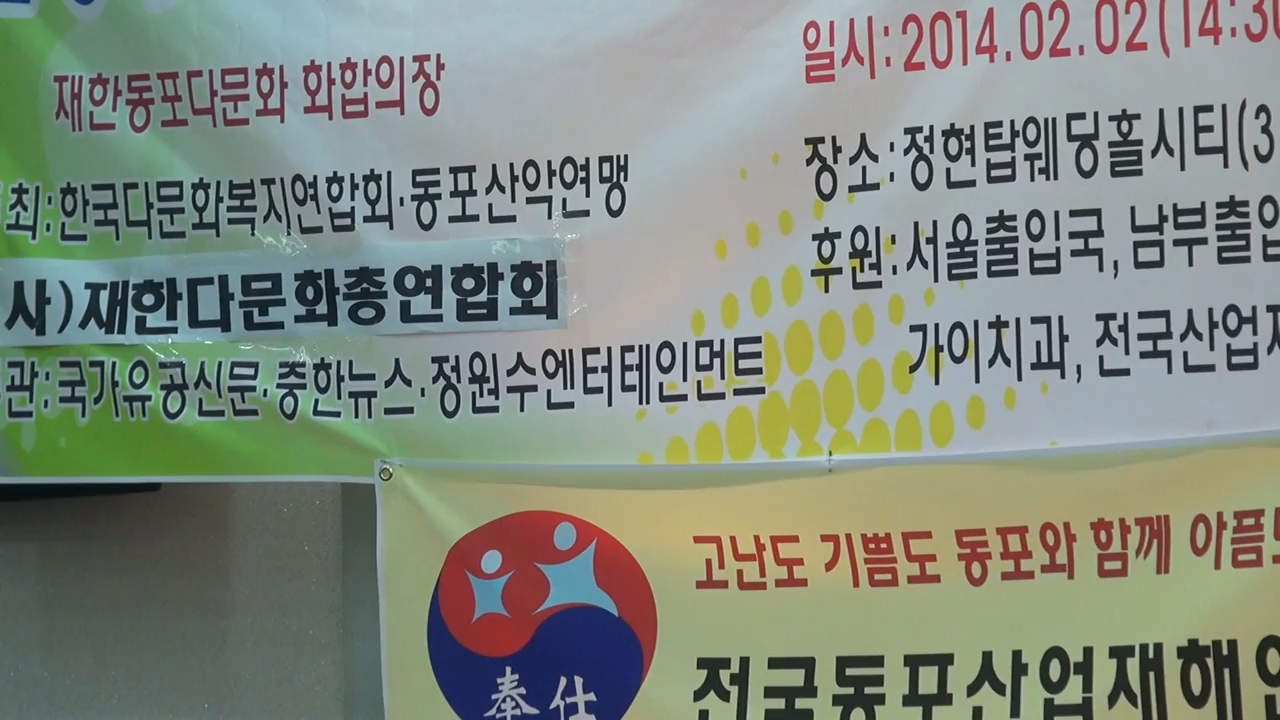 재한동포다문화 화합의장
최:한국다문화복지연합회·동포산악연맹
사)재한다문화총연합회
관:국가유공신문·중한뉴스·정원수엔터테인먼트
일시:2014.02.02(14:30
장소:정현탑웨딩홀시티(3
후원:서울출입국, 남부출입
가이치과, 전국산업재
고난도 기쁨도 동포와 함께 아픔도
전국동포산업재해연
奉仕